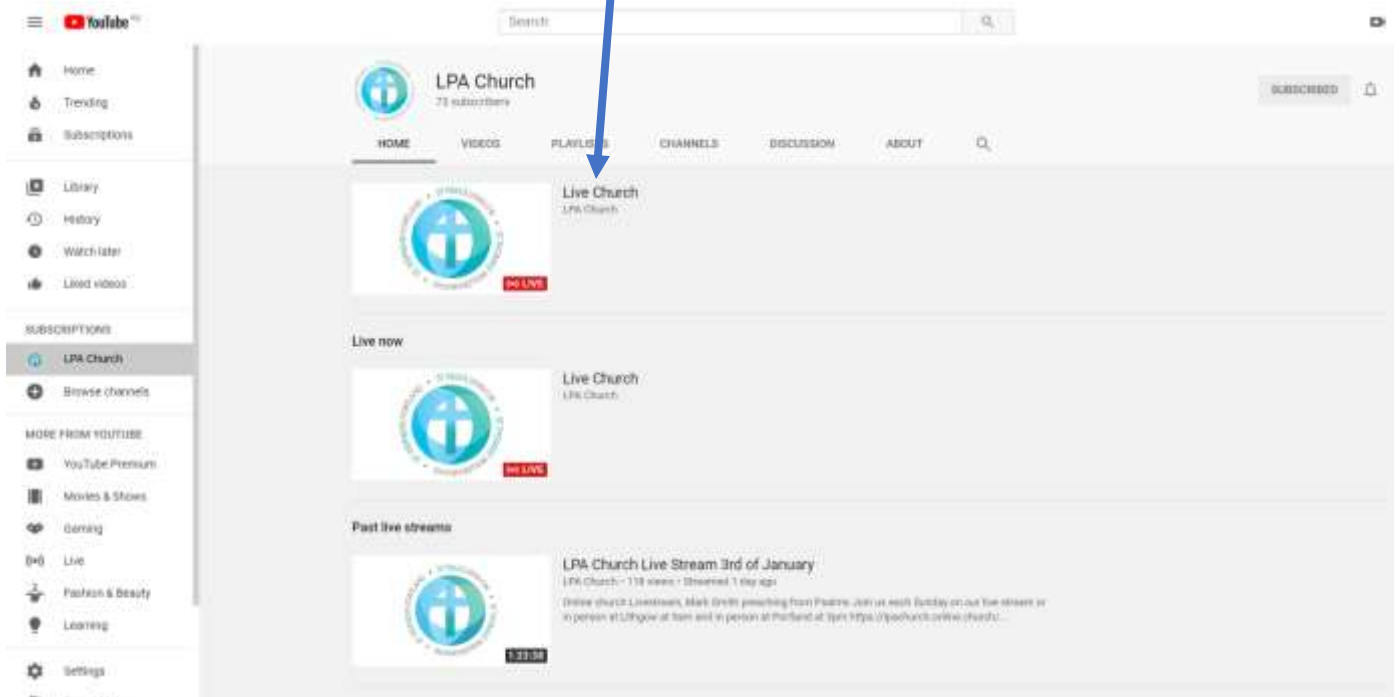 YouTube
Search
Home
Trending
Subscriptions
Library
History
Watch later
Liked videos
SUBSCRIPTIONS
LPA Church
Browse channels
MORE FROM YOUTUBE
YouTube Premium
Movies & Shows
Gaming
Live
Fashion & Beauty
Learning
Settings
LPA Church
73 subscribers
SUBSCRIBED
HOME VIDEOS PLAYLISTS CHANNELS DISCUSSION ABOUT
Live Church
LPA Church
LIVE
Live now
Live Church
LPA Church
LIVE
Past live streams
LPA Church Live Stream 3rd of January
LPA Church • 118 views • Streamed 1 day ago
Online church Livestream, Mark Smith preaching from Psalms. Join us each Sunday on our live stream or
in person at Lithgow at 9am and in person at Portland at
1:23:38